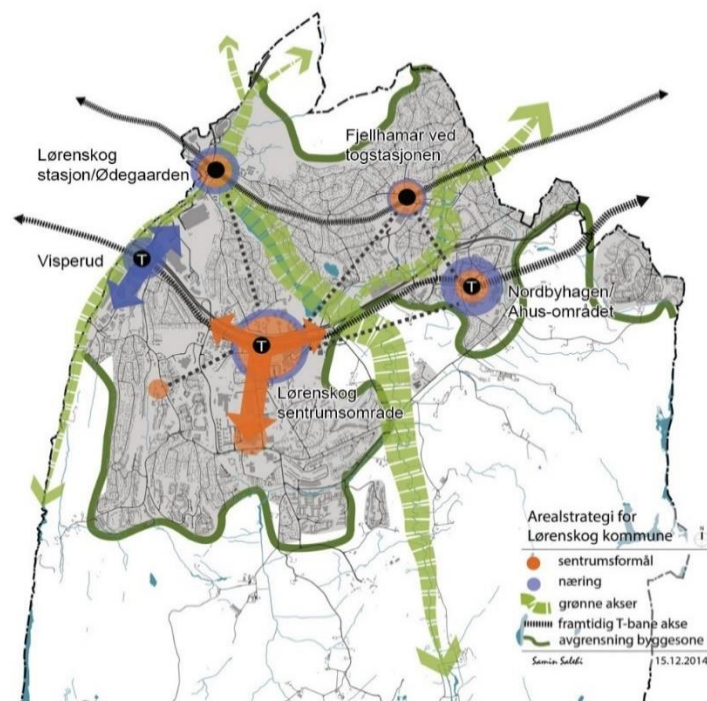 Fjellhamar ved
togstasjonen
Lørenskog
stasjon/Ødegaarden
Visperud
T
T
T
Nordbyhagen/
Ahus-området
Lørenskog
sentrumsområde
Arealstrategi for
Lørenskog kommune
sentrumsformål
næring
grønne akser
framtidig T-bane akse
avgrensning byggesone
Samin Salehi 15.12.2014